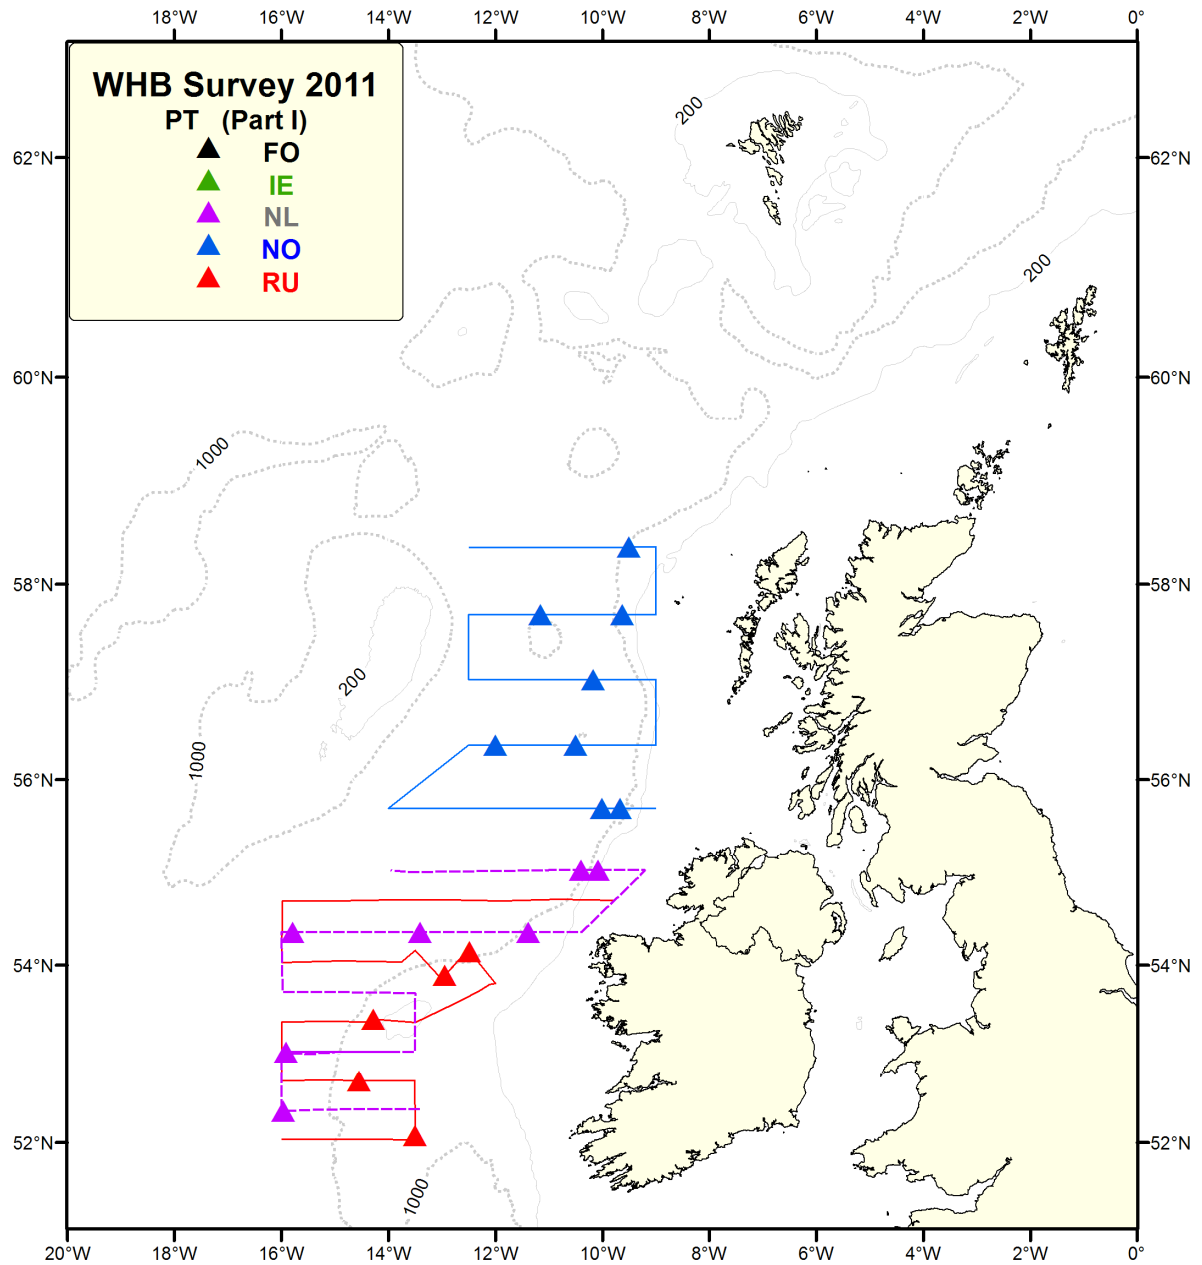 18°W 16°W 14°W 12°W 10°W 8°W 6°W 4°W 2°W 0°
WHB Survey 2011
PT (Part I)
FO
IE
NL
NO
RU
200
62°N 62°N
200
60°N 60°N
1000
58°N 58°N
200
1000
56°N 56°N
54°N 54°N
52°N 52°N
1000
20°W 18°W 16°W 14°W 12°W 10°W 8°W 6°W 4°W 2°W 0°